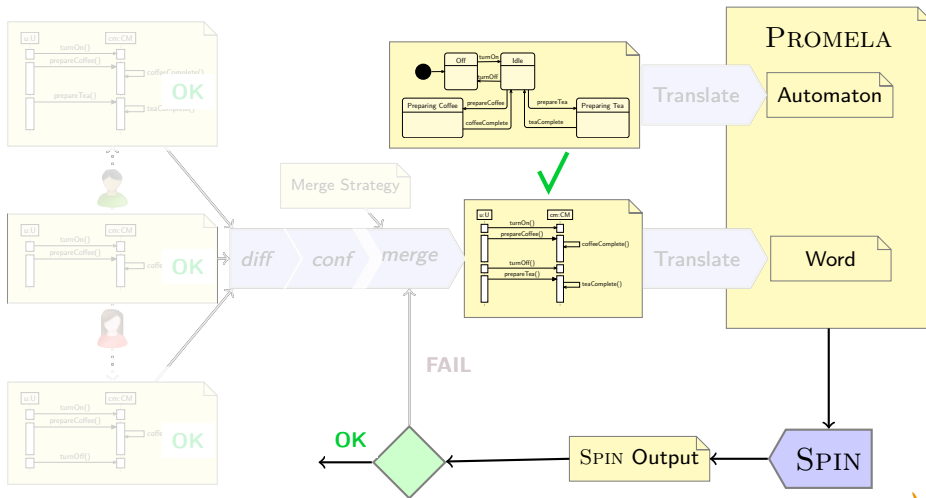 u:U
cm:CM
turnOn()
prepareCoffee()
coffeeComplete()
prepareTea()
teaComplete()
OK
Off
Idle
turnOn
turnOff
Preparing Coffee
Preparing Tea
prepareCoffee
coffeeComplete
prepareTea
teaComplete
Translate
PROMELA
Automaton
Merge Strategy
u:U
cm:CM
turnOn()
prepareCoffee()
OK
diff
conf
merge
u:U
cm:CM
turnOn()
prepareCoffee()
coffeeComplete()
turnOff()
prepareTea()
teaComplete()
Translate
Word
FAIL
u:U
cm:CM
turnOn()
prepareCoffee()
turnOff()
OK
OK
SPIN Output
SPIN